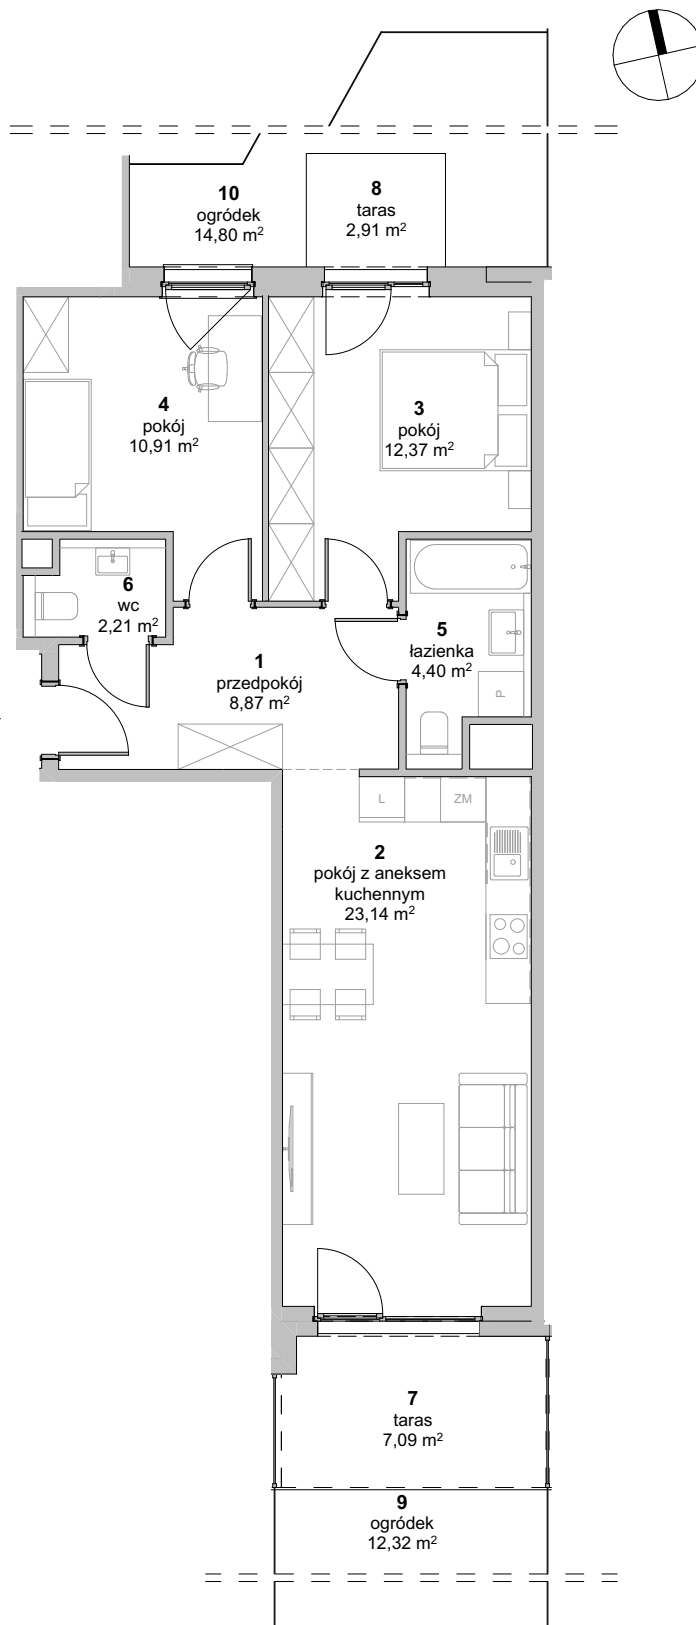 10
ogródek
14,80 m²
8
taras
2,91 m²
4
pokój
10,91 m²
3
pokój
12,37 m²
6
wc
2,21 m²
5
łazienka
4,40 m²
P
1
przedpokój
8,87 m²
L
ZM
2
pokój z aneksem
kuchennym
23,14 m²
7
taras
7,09 m²
9
ogródek
12,32 m²